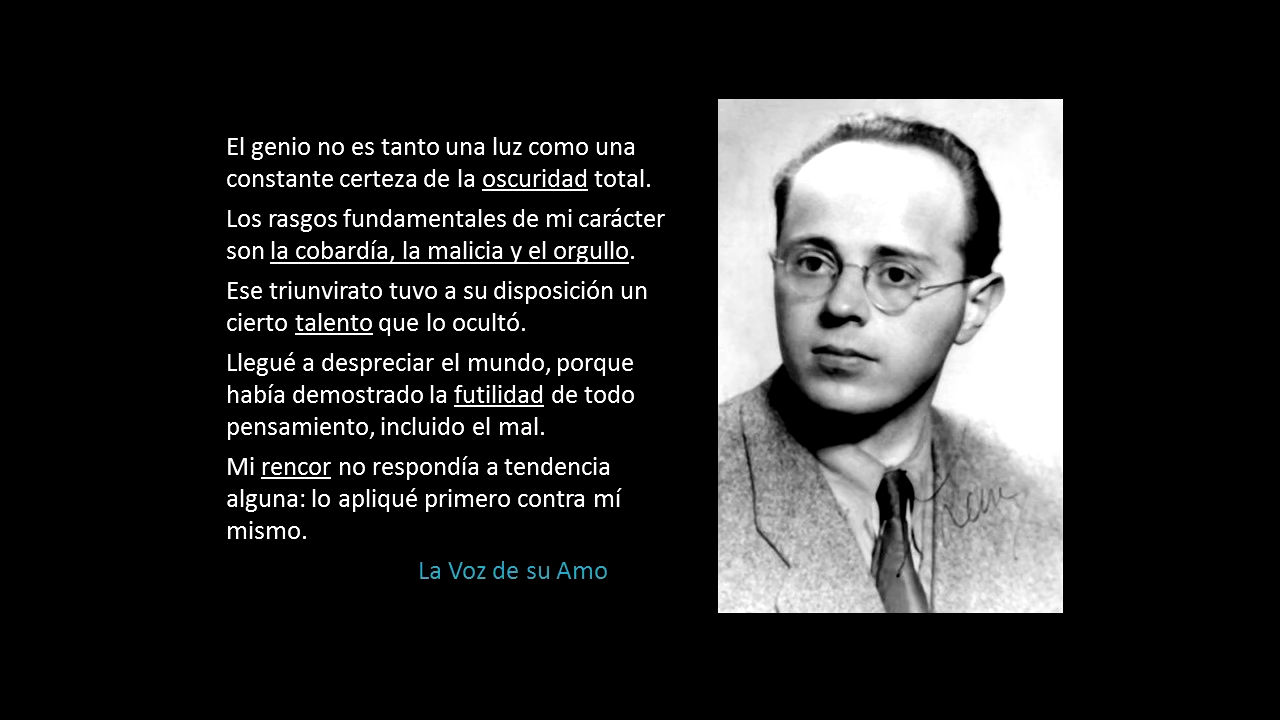 El genio no es tanto una luz como una
constante certeza de la oscuridad total.
Los rasgos fundamentales de mi carácter
son la cobardía, la malicia y el orgullo.
Ese triunvirato tuvo a su disposición un
cierto talento que lo ocultó.
Llegué a despreciar el mundo, porque
había demostrado la futilidad de todo
pensamiento, incluido el mal.
Mi rencor no respondía a tendencia
alguna: lo apliqué primero contra mí
mismo.
La Voz de su Amo
Lem